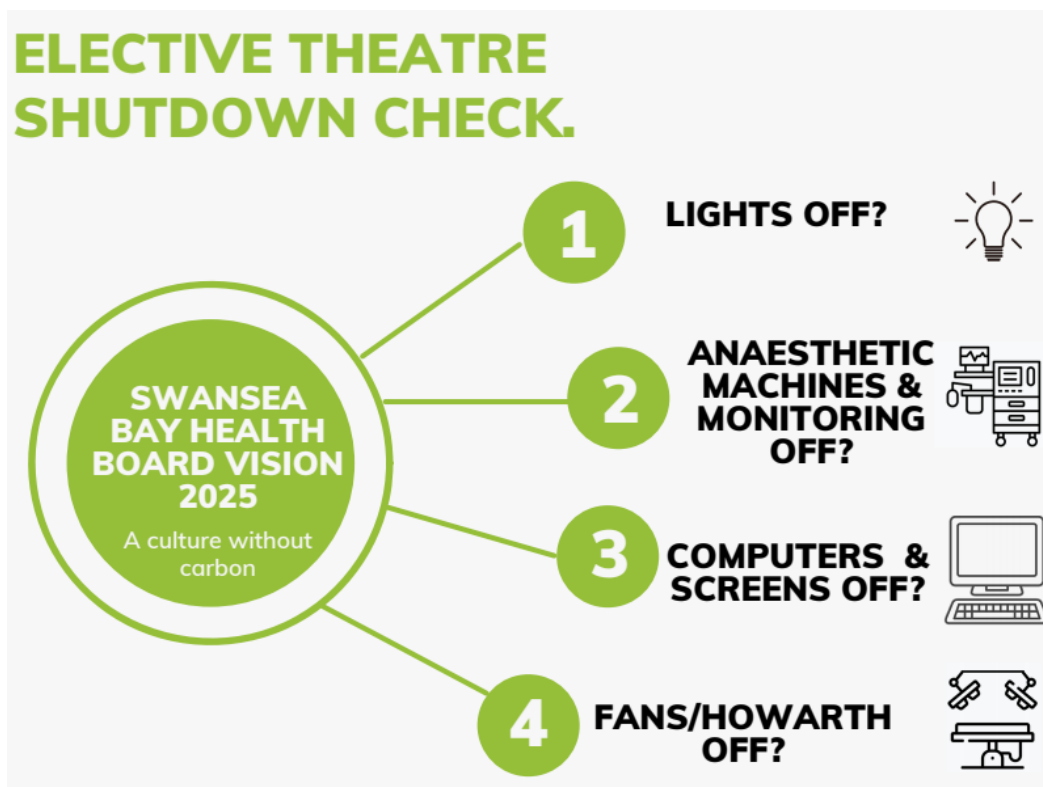 ELECTIVE THEATRE
SHUTDOWN CHECK.
1
LIGHTS OFF?
2
ANAESTHETIC
MACHINES &
MONITORING
OFF?
SWANSEA
BAY HEALTH
BOARD VISION
2025
A culture without
carbon
3
COMPUTERS &
SCREENS OFF?
4
FANS/HOWARTH
OFF?